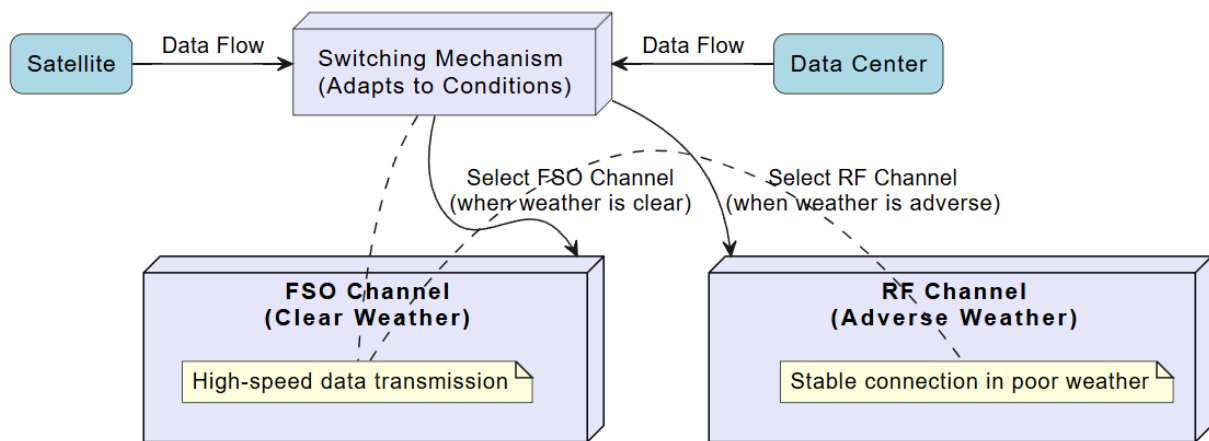 Satellite
Data Flow
Switching Mechanism
(Adapts to Conditions)
Data Flow
Data Center
Select FSO Channel
(when weather is clear)
Select RF Channel
(when weather is adverse)
FSO Channel
(Clear Weather)
High-speed data transmission
RF Channel
(Adverse Weather)
Stable connection in poor weather